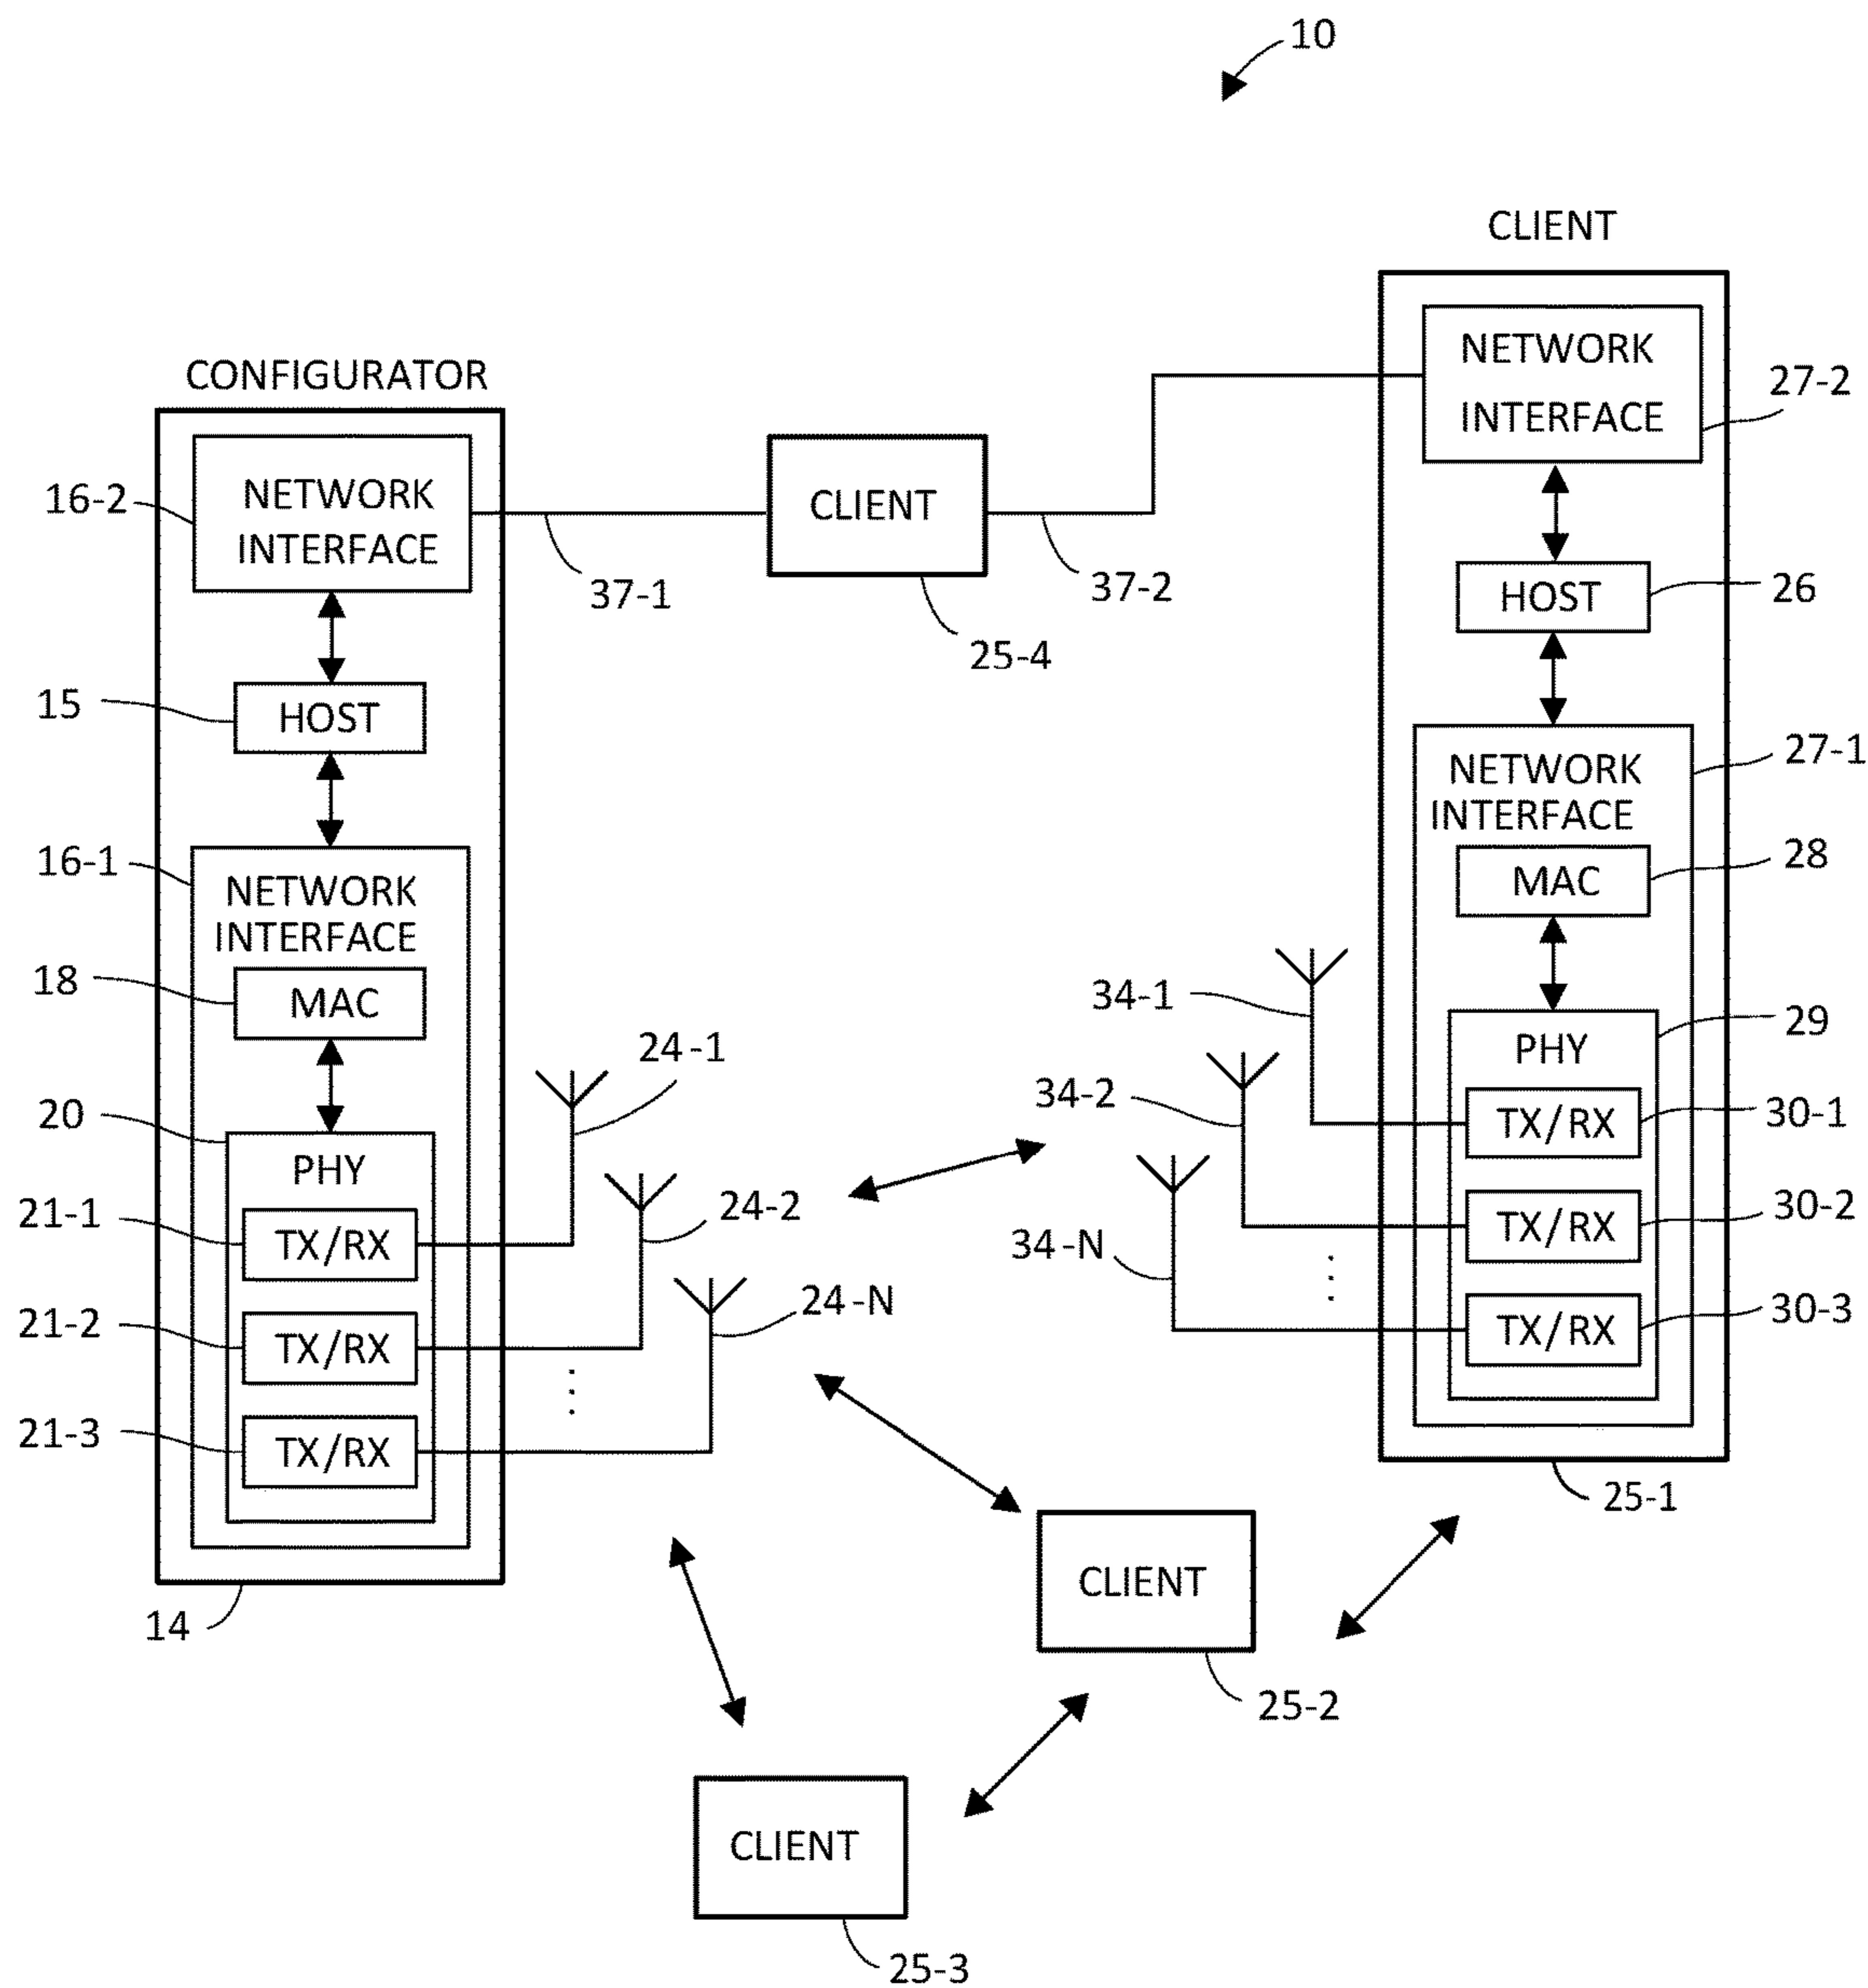 10
CLIENT
NETWORK
INTERFACE
27-2
CONFIGURATOR
NETWORK
INTERFACE
16-2
CLIENT
37-1
37-2
25-4
HOST
26
15
HOST
NETWORK
INTERFACE
27-1
MAC
28
16-1
NETWORK
INTERFACE
18
MAC
34-1
PHY
29
24-1
34-2
TX/RX
30-1
20
PHY
21-1
TX/RX
24-2
34-N
TX/RX
30-2
21-2
TX/RX
24-N
TX/RX
30-3
21-3
TX/RX
25-1
14
CLIENT
25-2
CLIENT
25-3